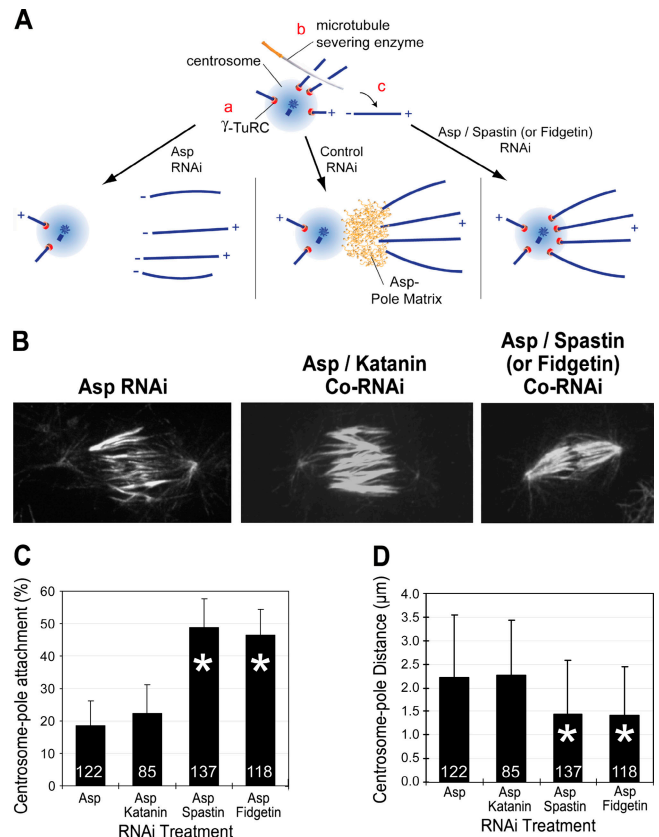 A
b
microtubule
severing enzyme
centrosome
c
a
γ-TuRC
+
-
+
Asp
RNAi
Control
RNAi
Asp / Spastin (or Fidgetin)
RNAi
+
-
-
+
-
+
-
+
+
Asp-
Pole Matrix
B
Asp RNAi
Asp / Katanin
Co-RNAi
Asp / Spastin
(or Fidgetin)
Co-RNAi
C
Centrosome-pole attachment (%)
60
50
40
30
20
10
0
*
*
122
85
137
118
Asp
Asp
Katanin
Asp
Spastin
Asp
Fidgetin
RNAi Treatment
D
Centrosome-pole Distance (μm)
4.0
3.5
3.0
2.5
2.0
1.5
1.0
0.5
0.0
*
*
122
85
137
118
Asp
Asp
Katanin
Asp
Spastin
Asp
Fidgetin
RNAi Treatment